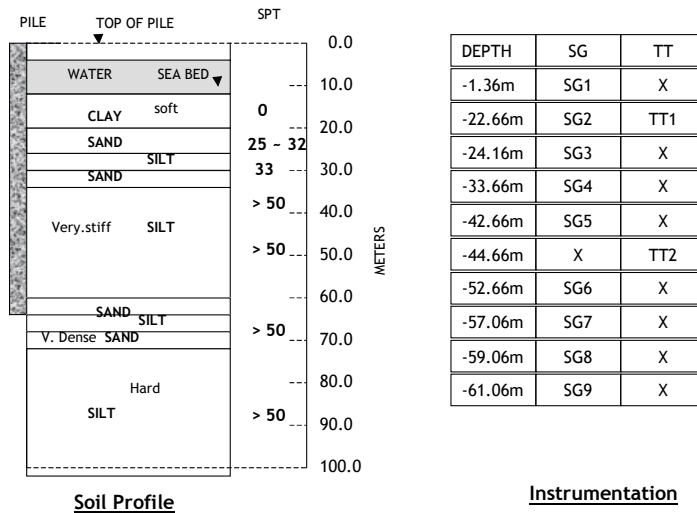 PILE TOP OF PILE SPT
0.0
WATER SEA BED
10.0
soft
CLAY 0
20.0
SAND 25 ~ 32
SILT
SAND 33 30.0
> 50
40.0
Very.stiff SILT
> 50 50.0
METERS
60.0
SAND
SILT
V. Dense SAND > 50 70.0
80.0
Hard
SILT > 50
90.0
100.0
Soil Profile
DEPTH SG TT
-1.36m SG1 X
-22.66m SG2 TT1
-24.16m SG3 X
-33.66m SG4 X
-42.66m SG5 X
-44.66m X TT2
-52.66m SG6 X
-57.06m SG7 X
-59.06m SG8 X
-61.06m SG9 X
Instrumentation